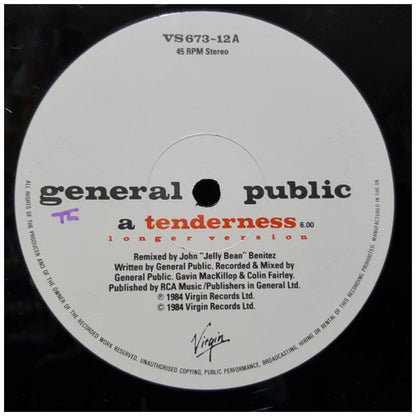 VS673-12A
45 RPM Stereo
general public
a tenderness 6.00
longer version
Remixed by John "Jelly Bean" Benitez
Written by General Public. Recorded & Mixed by
General Public. Gavin MacKillop & Colin Fairley.
Published by RCA Music/Publishers in General Ltd.
℗ 1984 Virgin Records Ltd.
© 1984 Virgin Records Ltd.
Virgin
ALL RIGHTS OF THE PRODUCER AND OF THE OWNER OF THE RECORDED WORK RESERVED. UNAUTHORISED COPYING, PUBLIC PERFORMANCE, BROADCASTING, HIRING OR RENTAL OF THIS RECORD PROHIBITED. MANUFACTURED IN THE UK